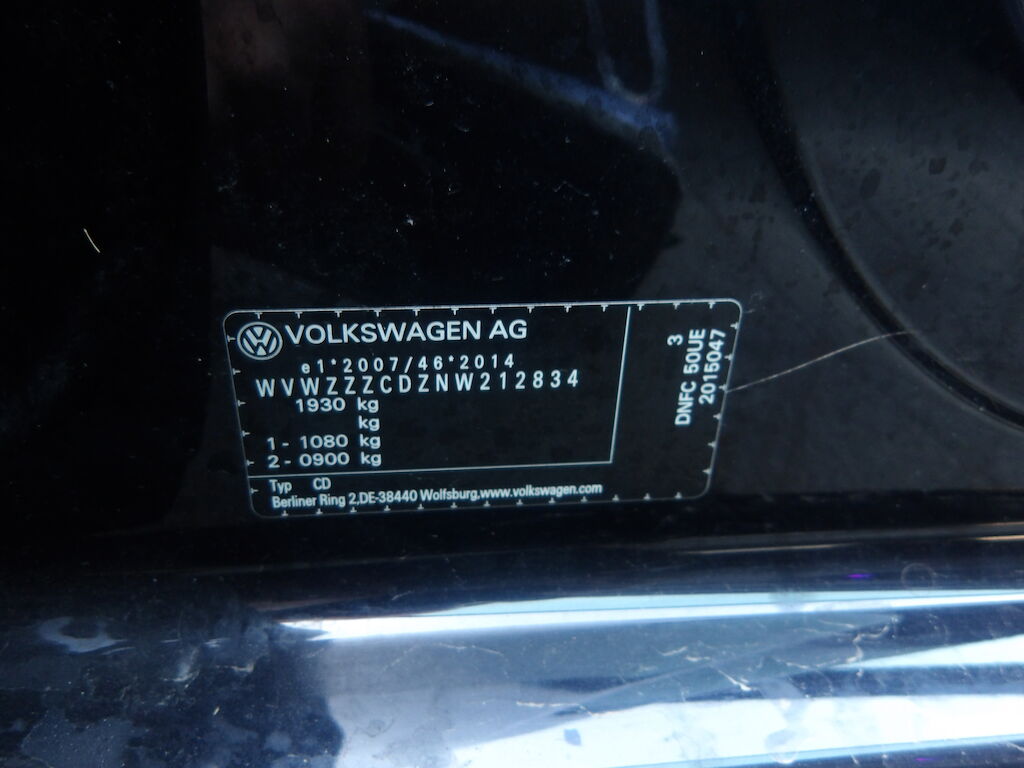 VOLKSWAGEN AG
e1*2007/46*2014
WVWZZZCDZNW212834
1930 kg
kg
1 - 1080 kg
2 - 0900 kg
Typ CD
Berliner Ring 2,DE-38440 Wolfsburg,www.volkswagen.com
3
DNFC 50UE
2015047